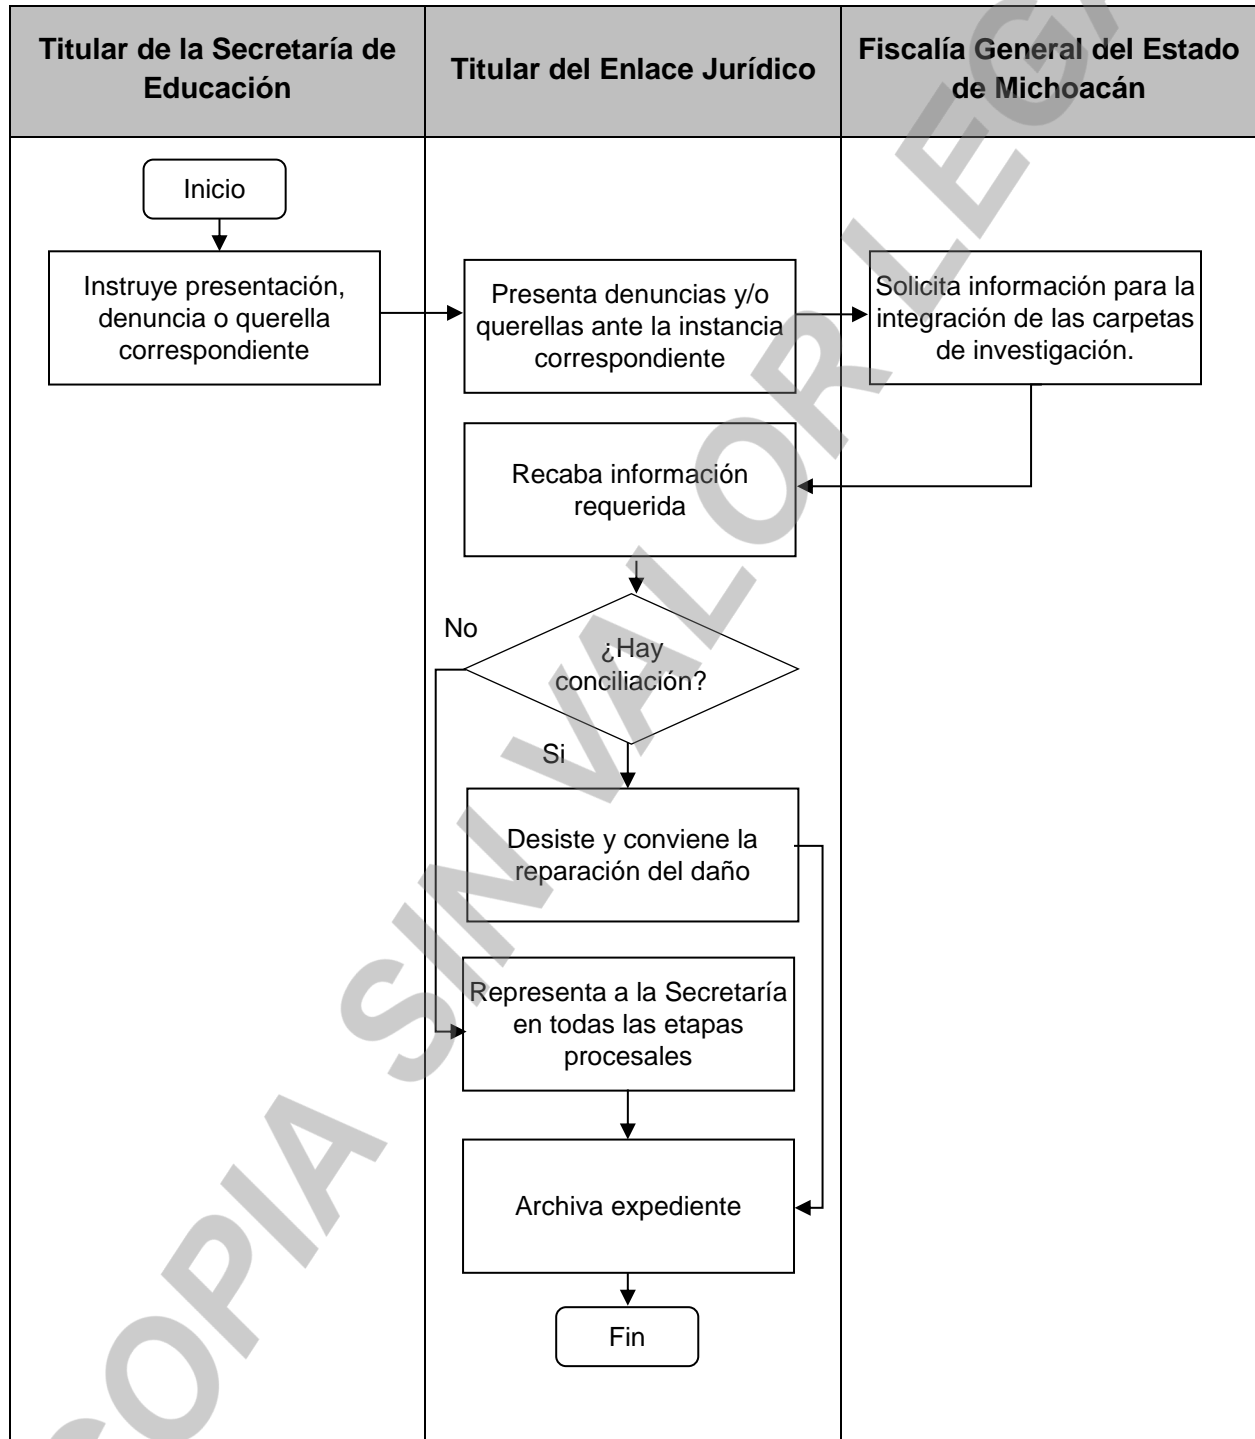 Titular de la Secretaría de
Educación
Titular del Enlace Jurídico
Fiscalía General del Estado
de Michoacán
Inicio
Instruye presentación,
denuncia o querella
correspondiente
Presenta denuncias y/o
querellas ante la instancia
correspondiente
Solicita información para la
integración de las carpetas
de investigación.
Recaba información
requerida
No
¿Hay
conciliación?
Si
Desiste y conviene la
reparación del daño
Representa a la Secretaría
en todas las etapas
procesales
Archiva expediente
Fin
COPIA SIN VALOR LEGA